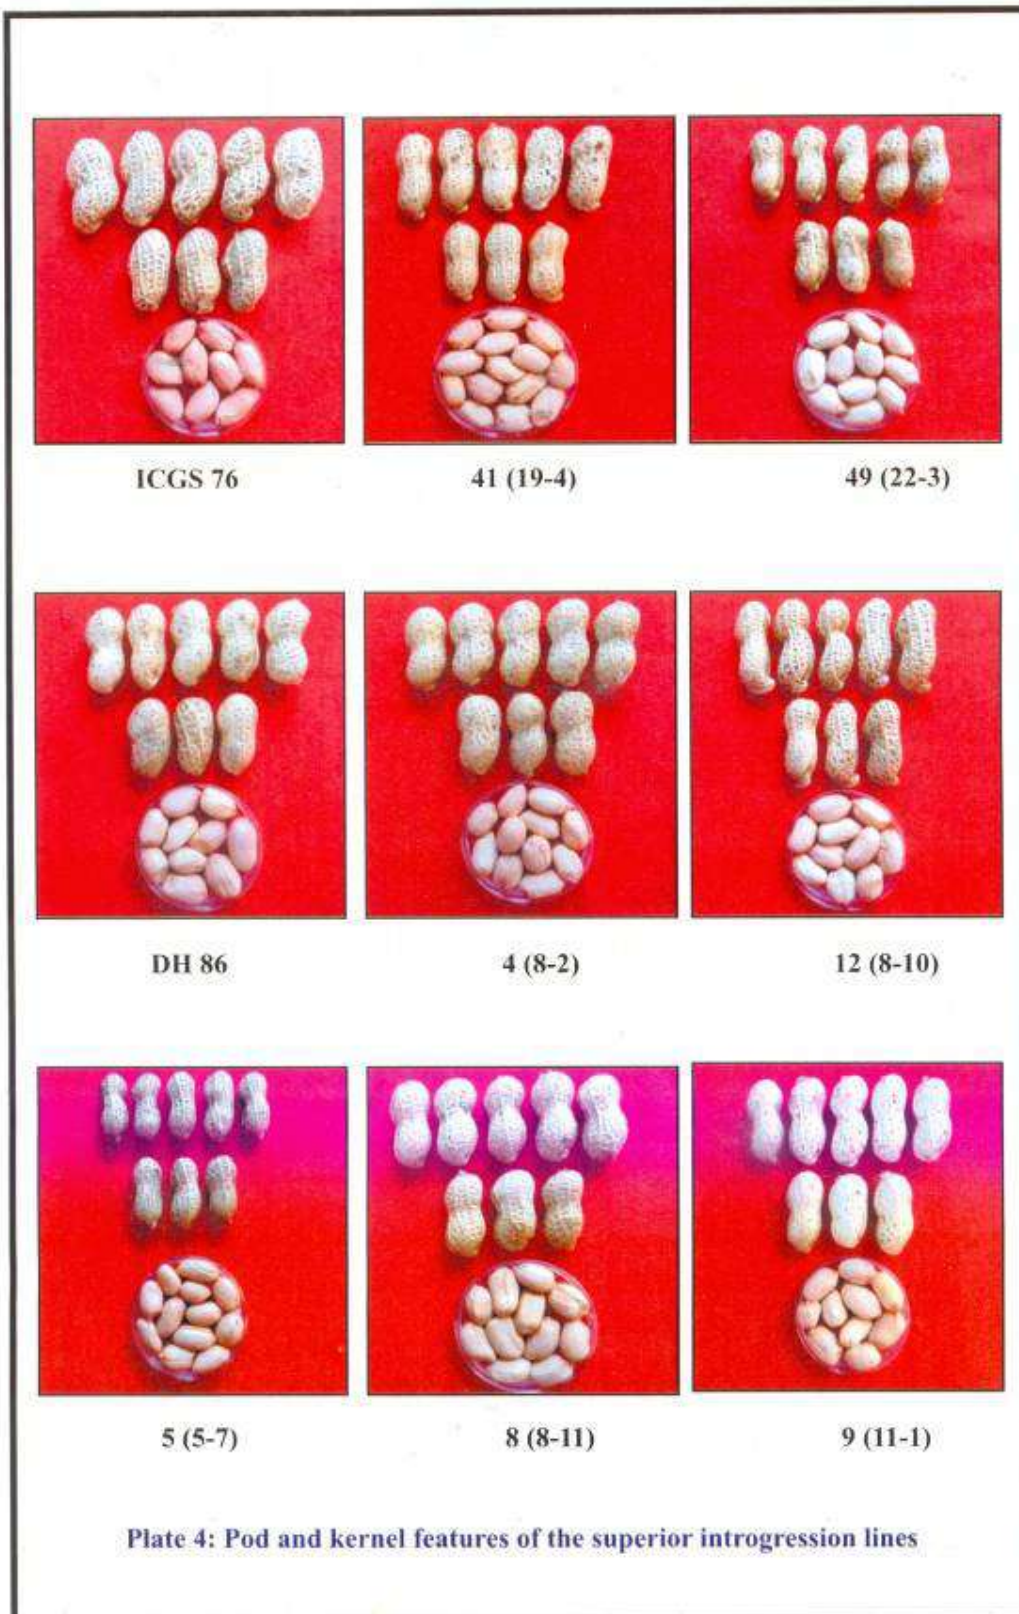 ICGS 76 41 (19-4) 49 (22-3)
DH 86 4 (8-2) 12 (8-10)
5 (5-7) 8 (8-11) 9 (11-1)
Plate 4: Pod and kernel features of the superior introgression lines